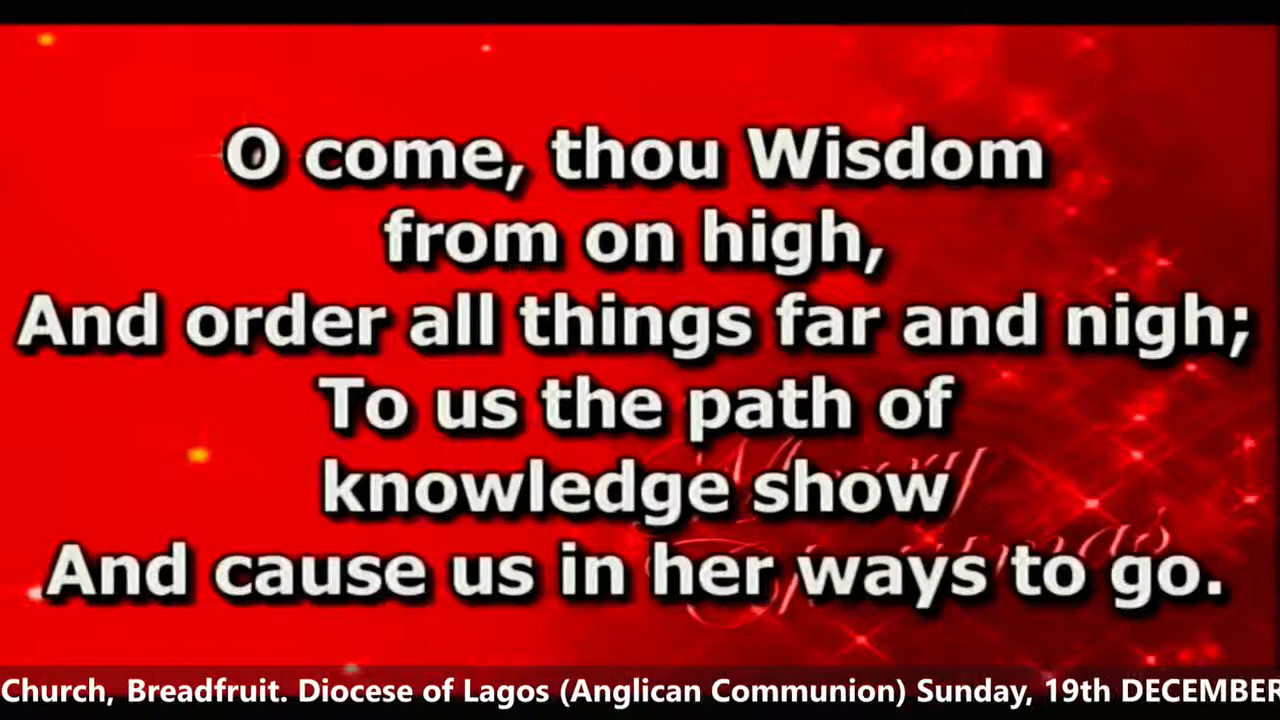 O come, thou Wisdom
from on high,
And order all things far and nigh;
To us the path of
knowledge show
And cause us in her ways to go.
Merry
Christmas
Church, Breadfruit. Diocese of Lagos (Anglican Communion) Sunday, 19th DECEMBER